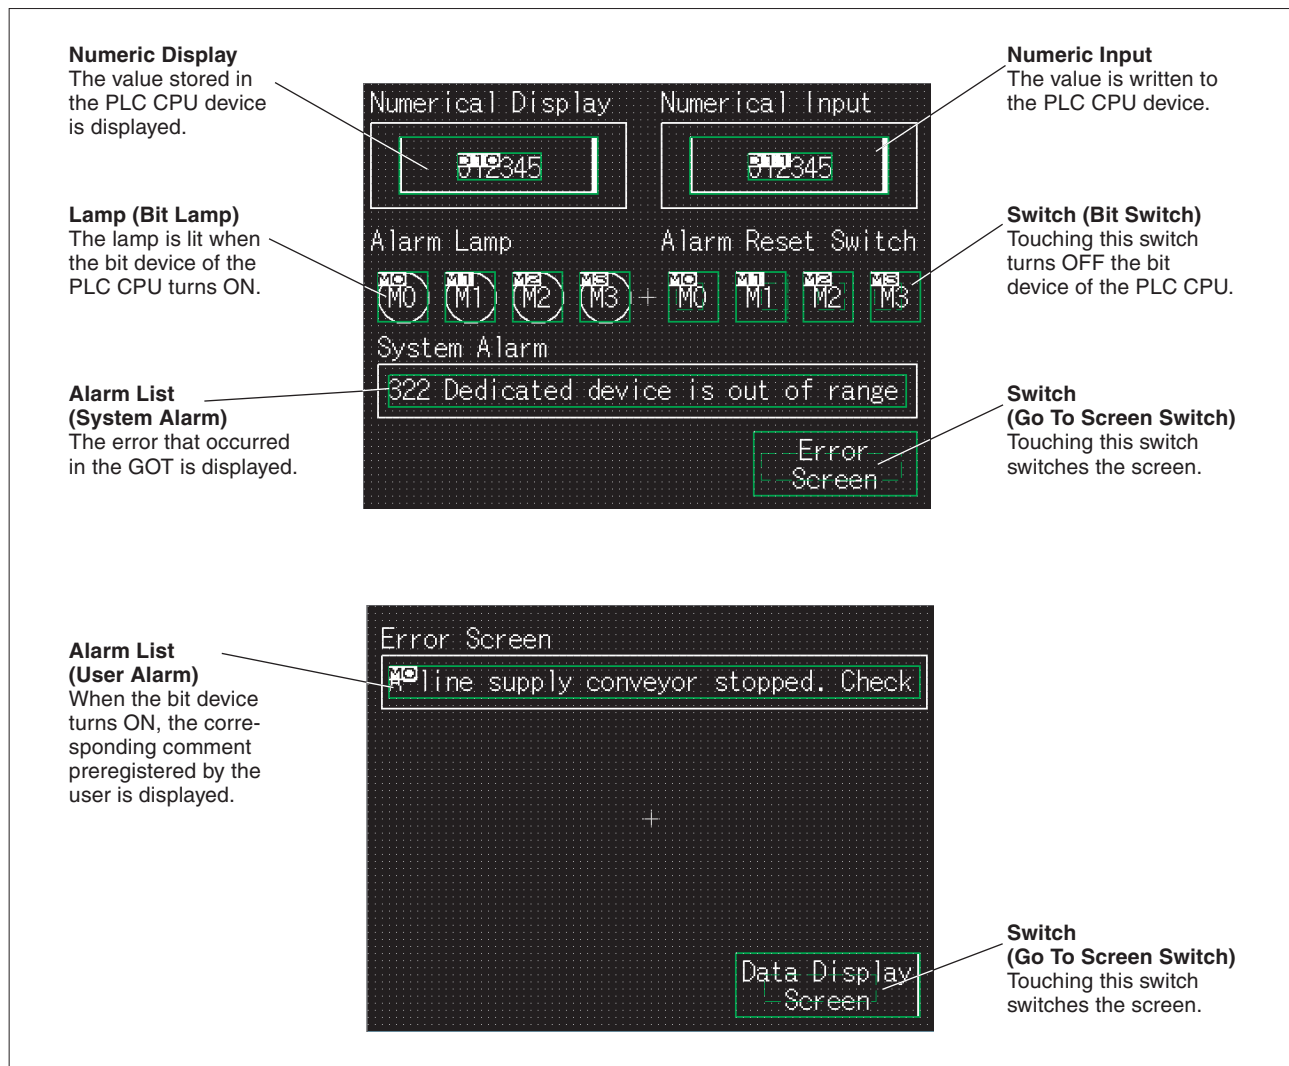 Numeric Display
The value stored in
the PLC CPU device
is displayed.
Numeric Input
The value is written to
the PLC CPU device.
Numerical Display
Numerical Input
D10
012345
D11
012345
Lamp (Bit Lamp)
The lamp is lit when
the bit device of the
PLC CPU turns ON.
Switch (Bit Switch)
Touching this switch
turns OFF the bit
device of the PLC CPU.
Alarm Lamp
Alarm Reset Switch
M0 M1 M2 M3 M0 M1 M2 M3
M0 M1 M2 M3 + M0 M1 M2 M3
System Alarm
322 Dedicated device is out of range
Alarm List
(System Alarm)
The error that occurred
in the GOT is displayed.
Switch
(Go To Screen Switch)
Touching this switch
switches the screen.
Error
Screen
Error Screen
M0
A line supply conveyor stopped. Check
Alarm List
(User Alarm)
When the bit device
turns ON, the corre-
sponding comment
preregistered by the
user is displayed.
Data Display
Screen
Switch
(Go To Screen Switch)
Touching this switch
switches the screen.